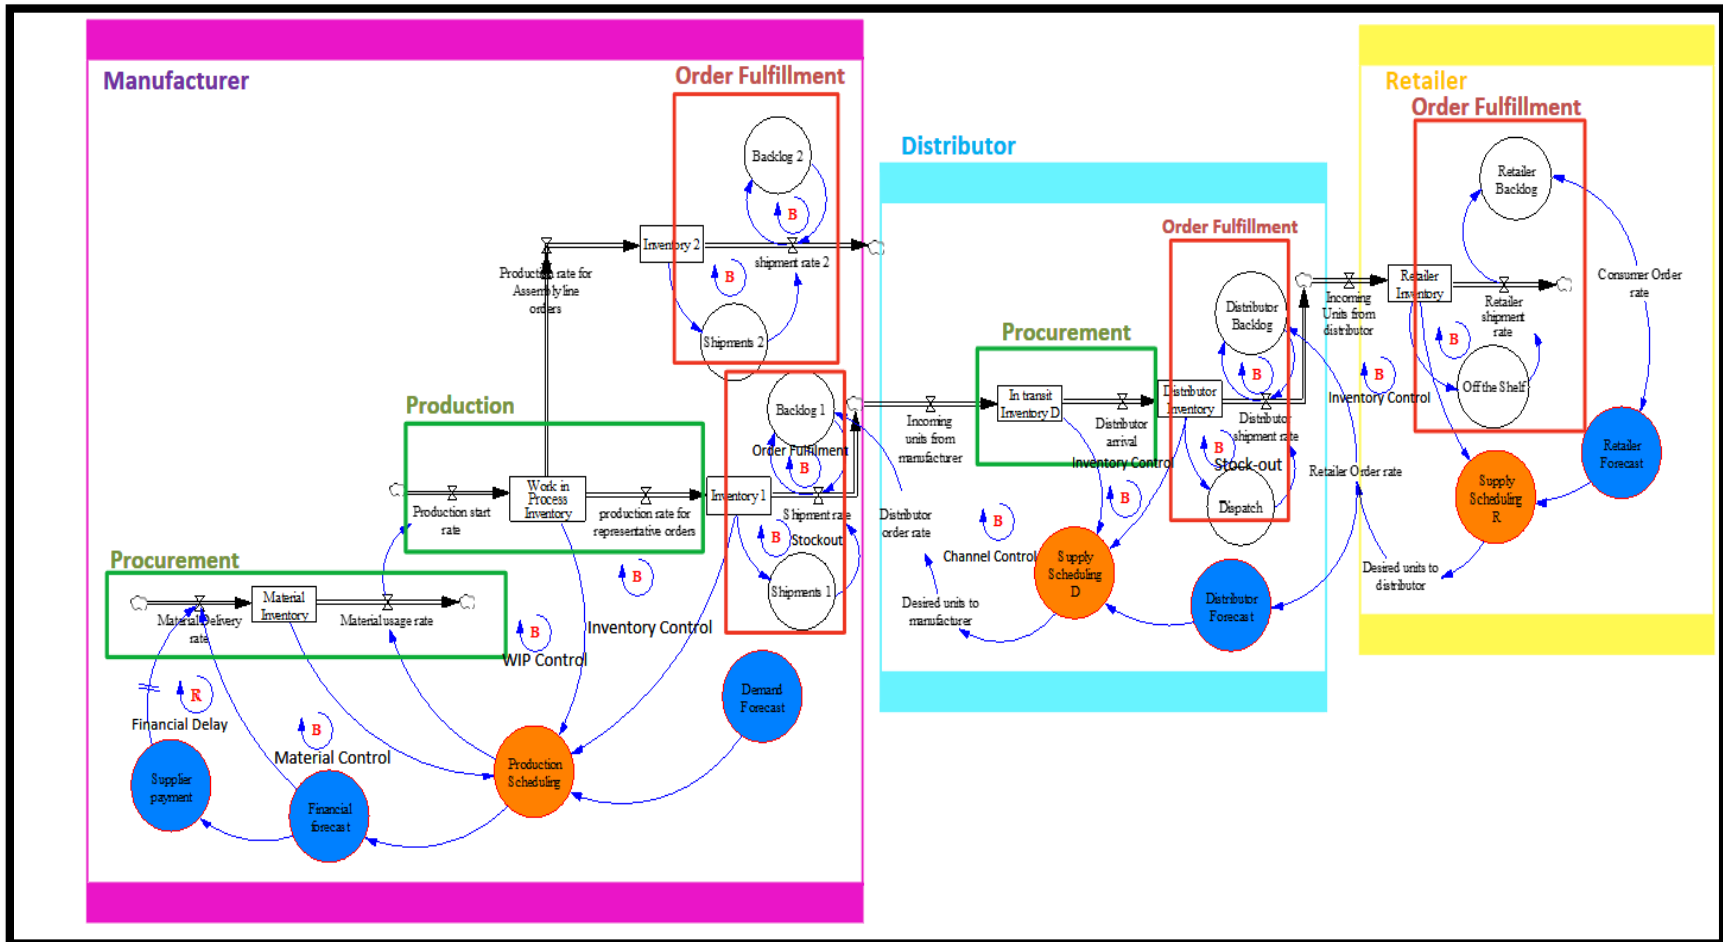 Manufacturer
Order Fulfillment
Backlog 2
B
Inventory 2
shipment rate 2
B
Shipments 2
Production rate for
Assembly line
orders
Production
Work in
Process
Inventory
Production start
rate
production rate for
representative orders
Inventory 1
Backlog 1
Order Fulfilment
B
Shipment rate
B
Stockout
Shipments 1
Procurement
Material
Inventory
Material Delivery
rate
Material usage rate
B
Inventory Control
B
WIP Control
R
Financial Delay
B
Material Control
Supplier
payment
Financial
forecast
Production
Scheduling
Demand
Forecast
Distributor
Order Fulfillment
Distributor
Backlog
B
Procurement
In transit
Inventory D
Distributor
Inventory
Incoming
units from
manufacturer
Distributor
arrival
Distributor
shipment rate
B
Stock-out
Dispatch
Inventory Control
B
Distributor
order rate
B
Channel Control
Supply
Scheduling
D
Desired units to
manufacturer
Distributor
Forecast
Retailer
Order Fulfillment
Retailer
Backlog
Consumer Order
rate
Retailer
Inventory
Incoming
Units from
distributor
Retailer
shipment
rate
B
Off the Shelf
B
Inventory Control
Retailer
Forecast
Retailer Order rate
Supply
Scheduling
R
Desired units to
distributor